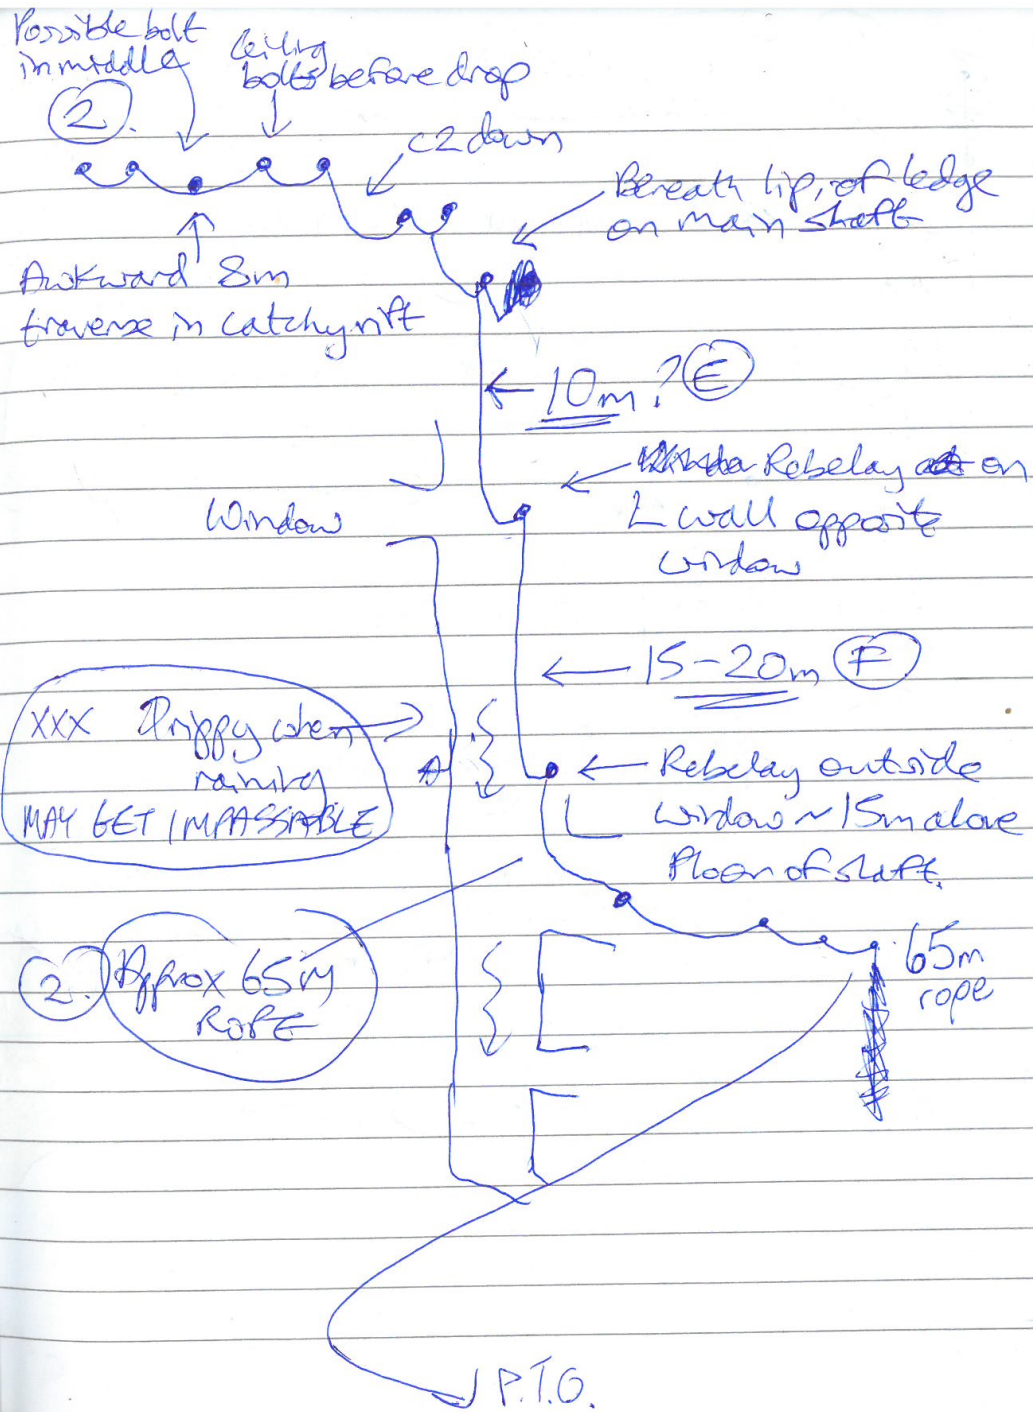 Possible bolt
in middle
Ceiling
bolts before drop
2.
c2 down
Beneath lip, of ledge
on main shaft
Awkward 8m
traverse in catchy rift
10m? E
Rebelay on
L wall opposite
window
Window
15-20m F
XXX Drippy when
raining
MAY GET IMPASSIABLE
Rebelay outside
window ~15m above
floor of shaft.
2. Approx 65m
ROPE
65m
rope
P.T.O.